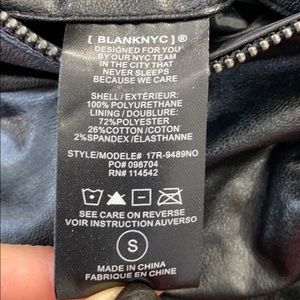 [ BLANKNYC ]®
DESIGNED FOR YOU
BY OUR NYC TEAM
IN THE CITY THAT
NEVER SLEEPS
BECAUSE WE CARE
SHELL / EXTÉRIEUR:
100% POLYURETHANE
LINING / DOUBLURE:
72%POLYESTER
26%COTTON /COTON
2%SPANDEX /ÉLASTHANNE
STYLE/MODELE# 17R-9489NO
PO# 098704
RN# 114542
SEE CARE ON REVERSE
VOIR INSTRUCTION AUVERSO
S
MADE IN CHINA
FABRIQUE EN CHINE